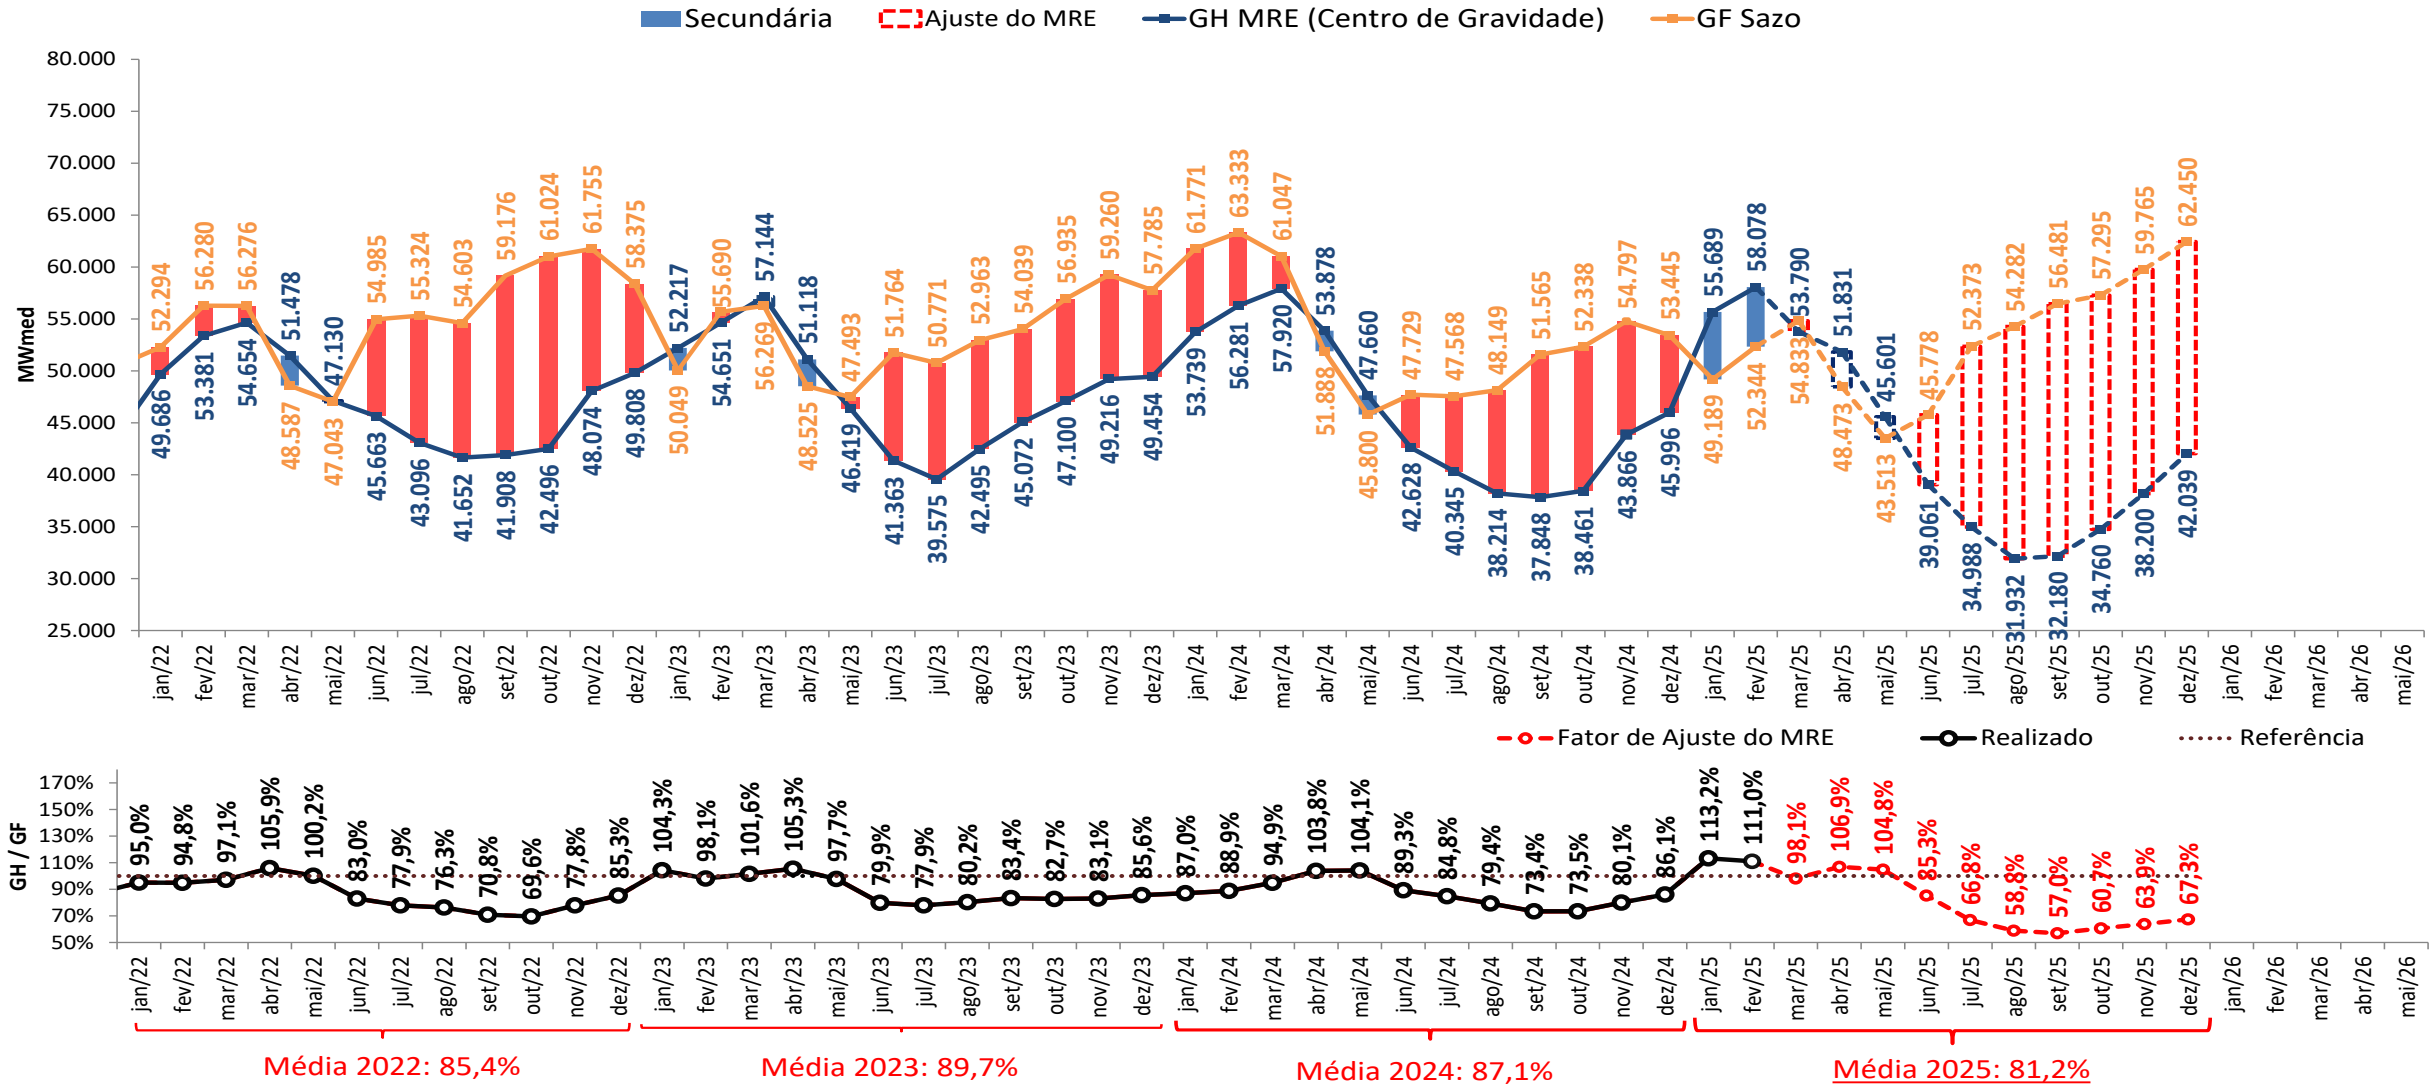 Secundária Ajuste do MRE GH MRE (Centro de Gravidade) GF Sazo
MWmed
80.000
75.000
70.000
65.000
60.000
55.000
50.000
45.000
40.000
35.000
30.000
25.000
52.294 56.280 56.276 48.587 47.043 54.985 55.324 54.603 59.176 61.024 61.755 58.375 50.049 55.690 56.269 48.525 47.493 51.764 50.771 52.963 54.039 56.935 59.260 57.785 61.771 63.333 61.047 51.888 45.800 47.729 47.568 48.149 51.565 52.338 54.797 53.445 49.189 52.344 54.833 48.473 43.513 45.778 52.373 54.282 56.481 57.295 59.765 62.450
49.686 53.381 54.654 51.478 47.130 45.663 43.096 41.652 41.908 42.496 48.074 49.808 52.217 54.651 57.144 51.118 46.419 41.363 39.575 42.495 45.072 47.100 49.216 49.454 53.739 56.281 57.920 53.878 47.660 42.628 40.345 38.214 37.848 38.461 43.866 45.996 55.689 58.078 53.790 51.831 45.601 39.061 34.988 31.932 32.180 34.760 38.200 42.039
jan/22 fev/22 mar/22 abr/22 mai/22 jun/22 jul/22 ago/22 set/22 out/22 nov/22 dez/22 jan/23 fev/23 mar/23 abr/23 mai/23 jun/23 jul/23 ago/23 set/23 out/23 nov/23 dez/23 jan/24 fev/24 mar/24 abr/24 mai/24 jun/24 jul/24 ago/24 set/24 out/24 nov/24 dez/24 jan/25 fev/25 mar/25 abr/25 mai/25 jun/25 jul/25 ago/25 set/25 out/25 nov/25 dez/25 jan/26 fev/26 mar/26 abr/26 mai/26
Fator de Ajuste do MRE Realizado Referência
GH / GF
170%
150%
130%
110%
90%
70%
50%
95,0% 94,8% 97,1% 105,9% 100,2% 83,0% 77,9% 76,3% 70,8% 69,6% 77,8% 85,3% 104,3% 98,1% 101,6% 105,3% 97,7% 79,9% 77,9% 80,2% 83,4% 82,7% 83,1% 85,6% 87,0% 88,9% 94,9% 103,8% 104,1% 89,3% 84,8% 79,4% 73,4% 73,5% 80,1% 86,1% 113,2% 111,0% 98,1% 106,9% 104,8% 85,3% 66,8% 58,8% 57,0% 60,7% 63,9% 67,3%
jan/22 fev/22 mar/22 abr/22 mai/22 jun/22 jul/22 ago/22 set/22 out/22 nov/22 dez/22 jan/23 fev/23 mar/23 abr/23 mai/23 jun/23 jul/23 ago/23 set/23 out/23 nov/23 dez/23 jan/24 fev/24 mar/24 abr/24 mai/24 jun/24 jul/24 ago/24 set/24 out/24 nov/24 dez/24 jan/25 fev/25 mar/25 abr/25 mai/25 jun/25 jul/25 ago/25 set/25 out/25 nov/25 dez/25 jan/26 fev/26 mar/26 abr/26 mai/26
Média 2022: 85,4% Média 2023: 89,7% Média 2024: 87,1% Média 2025: 81,2%